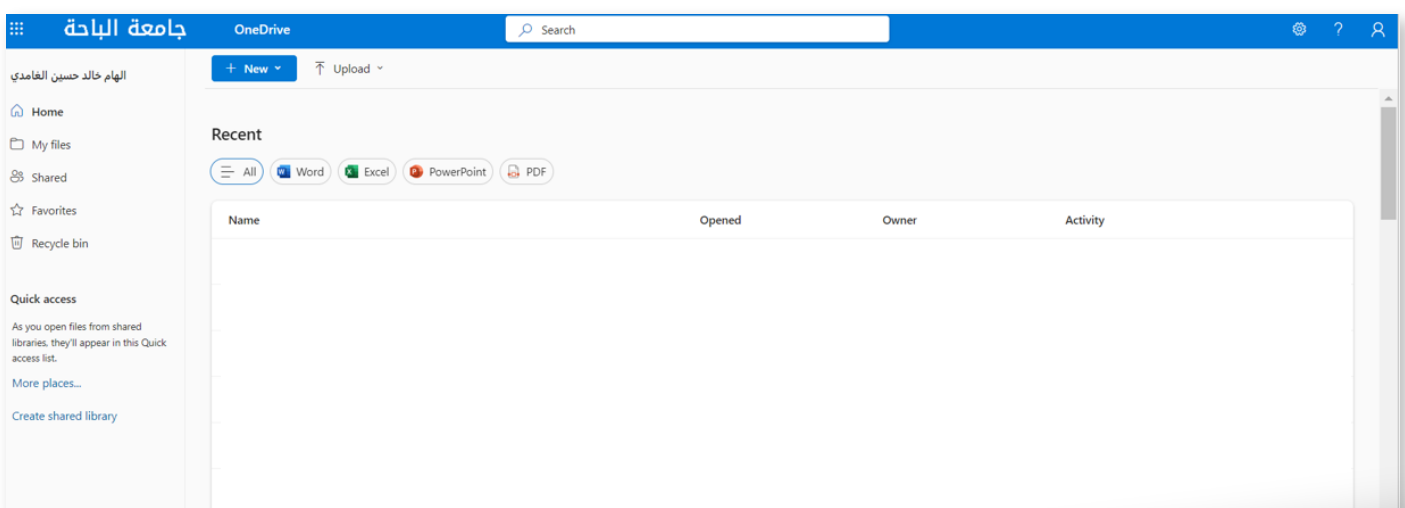 جامعة الباحة
OneDrive
Search
الهام خالد حسين الغامدي
Home
My files
Shared
Favorites
Recycle bin
Quick access
As you open files from shared
libraries, they'll appear in this Quick
access list.
More places...
Create shared library
New
Upload
Recent
All Word Excel PowerPoint PDF
Name Opened Owner Activity